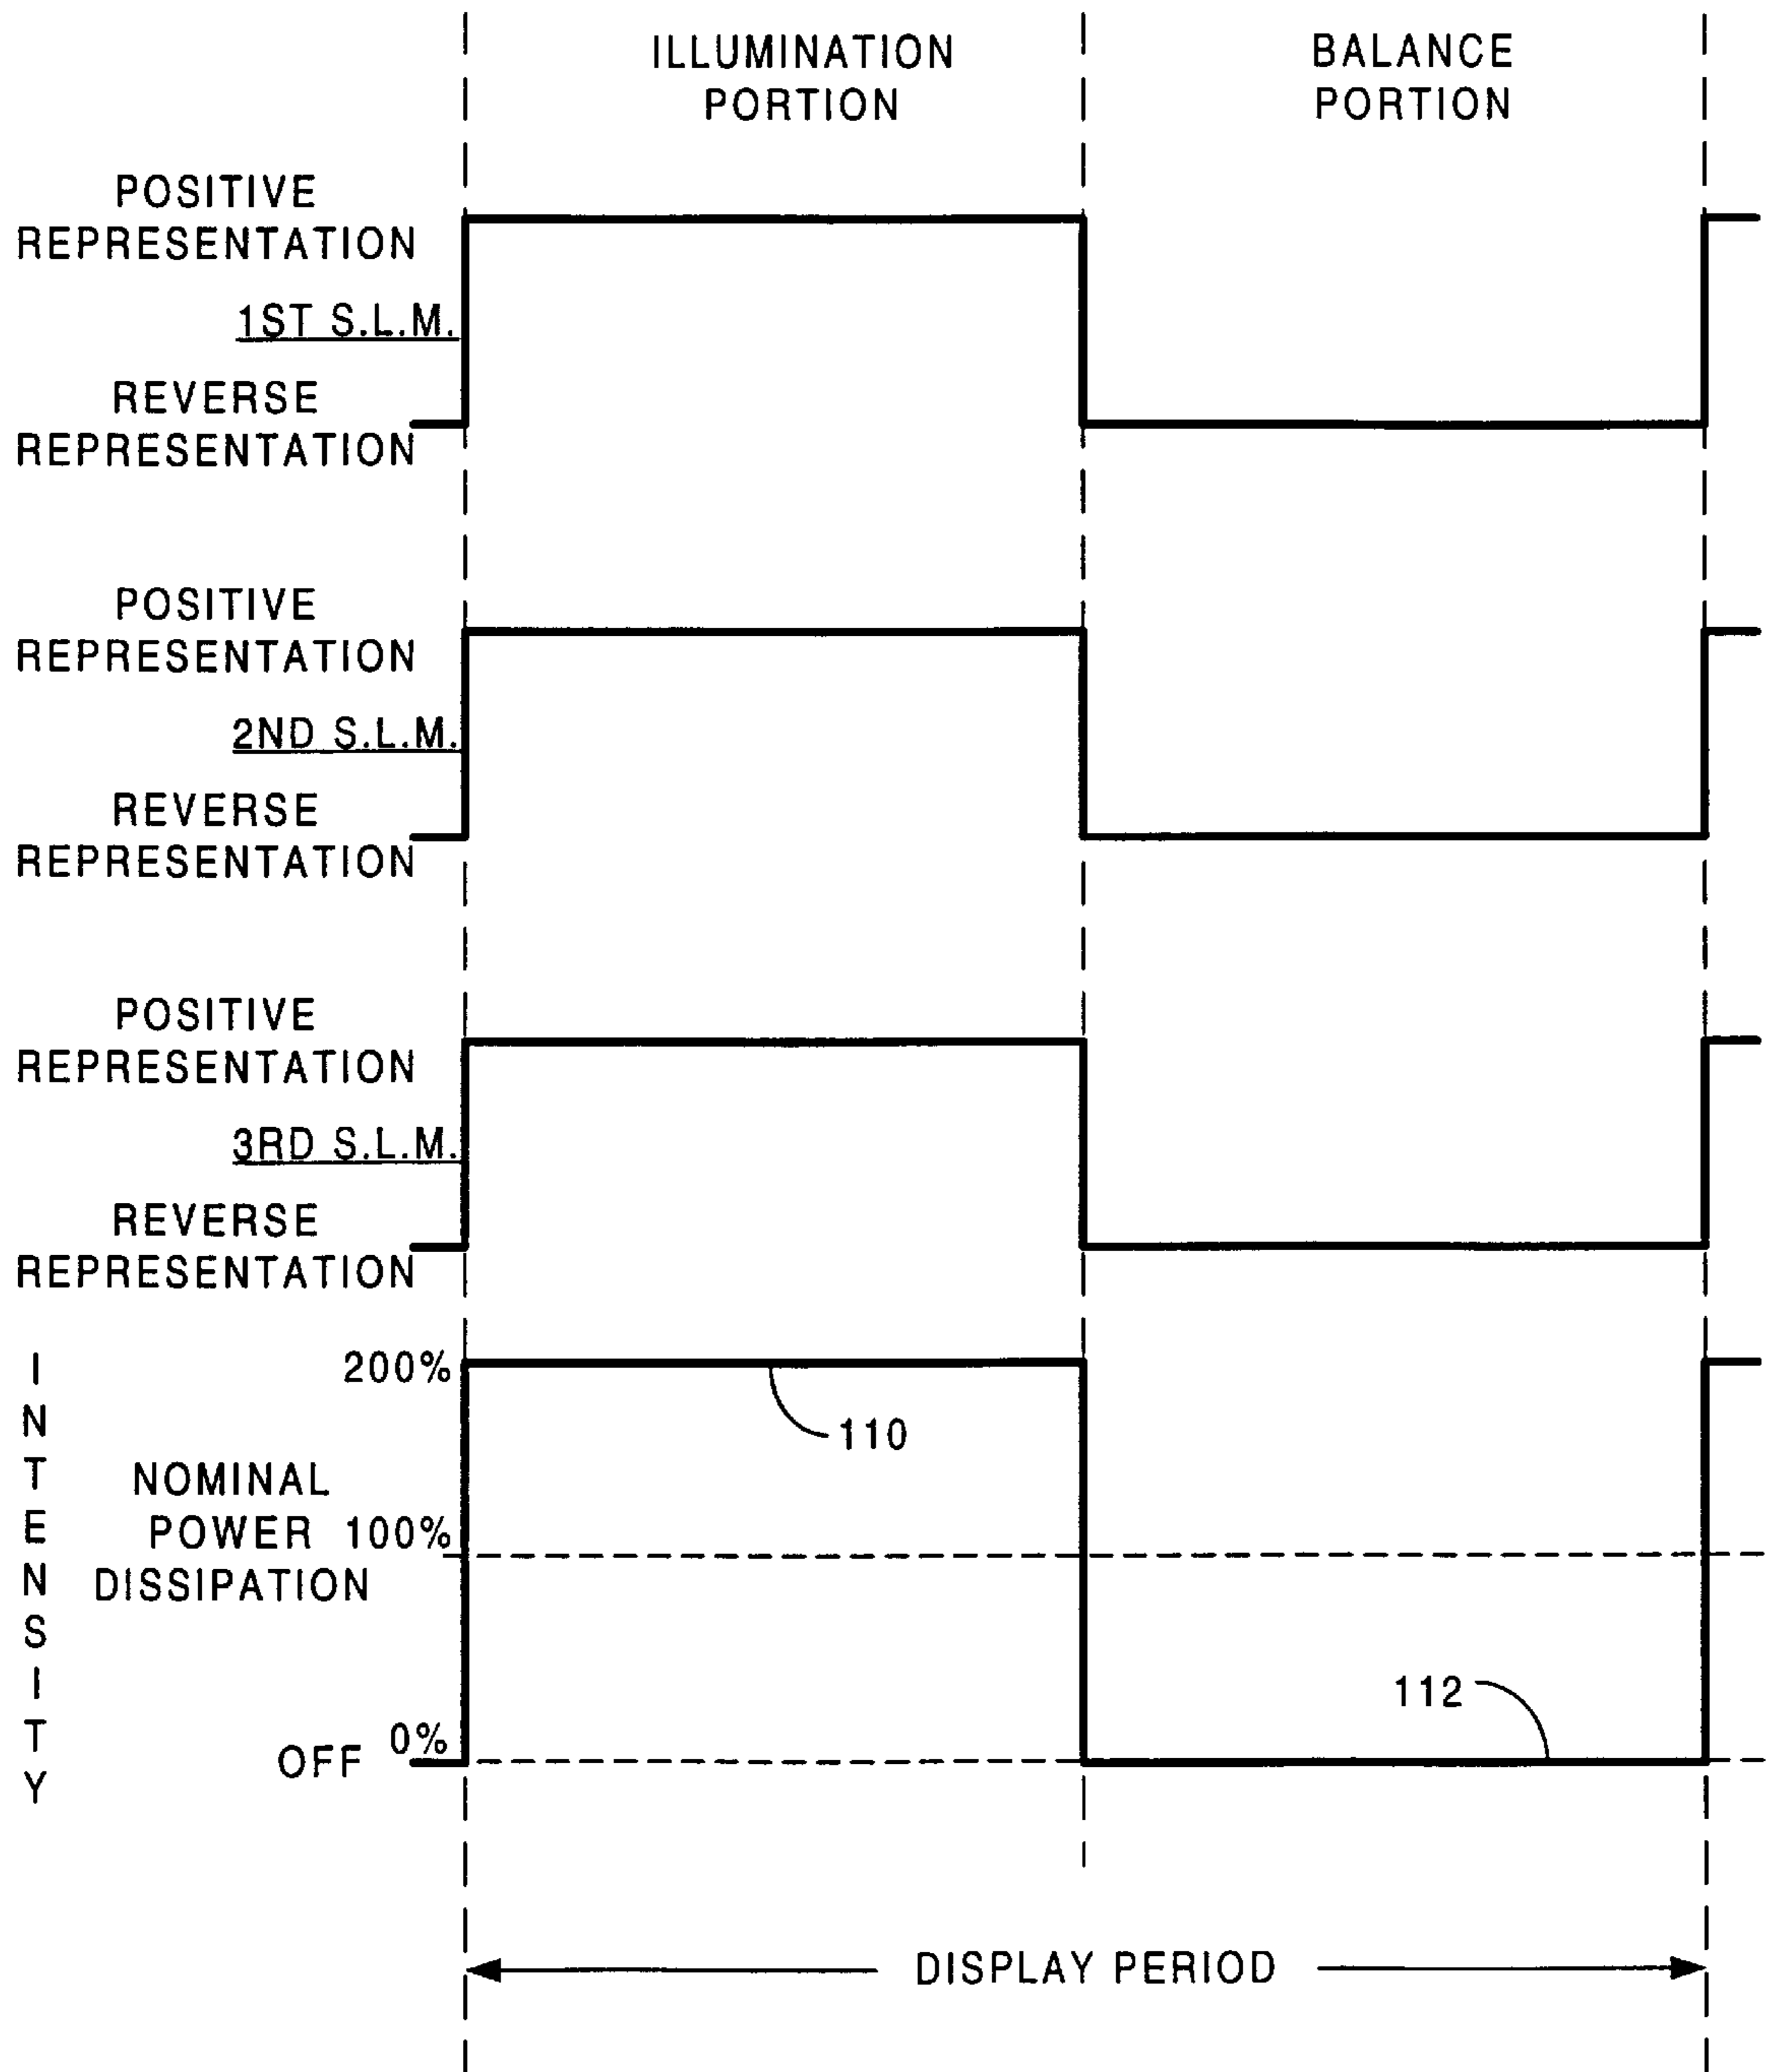 ILLUMINATION
PORTION
BALANCE
PORTION
POSITIVE
REPRESENTATION
1ST S.L.M.
REVERSE
REPRESENTATION
POSITIVE
REPRESENTATION
2ND S.L.M.
REVERSE
REPRESENTATION
POSITIVE
REPRESENTATION
3RD S.L.M.
REVERSE
REPRESENTATION
INTENSITY
200%
110
NOMINAL
POWER 100%
DISSIPATION
112
OFF 0%
DISPLAY PERIOD